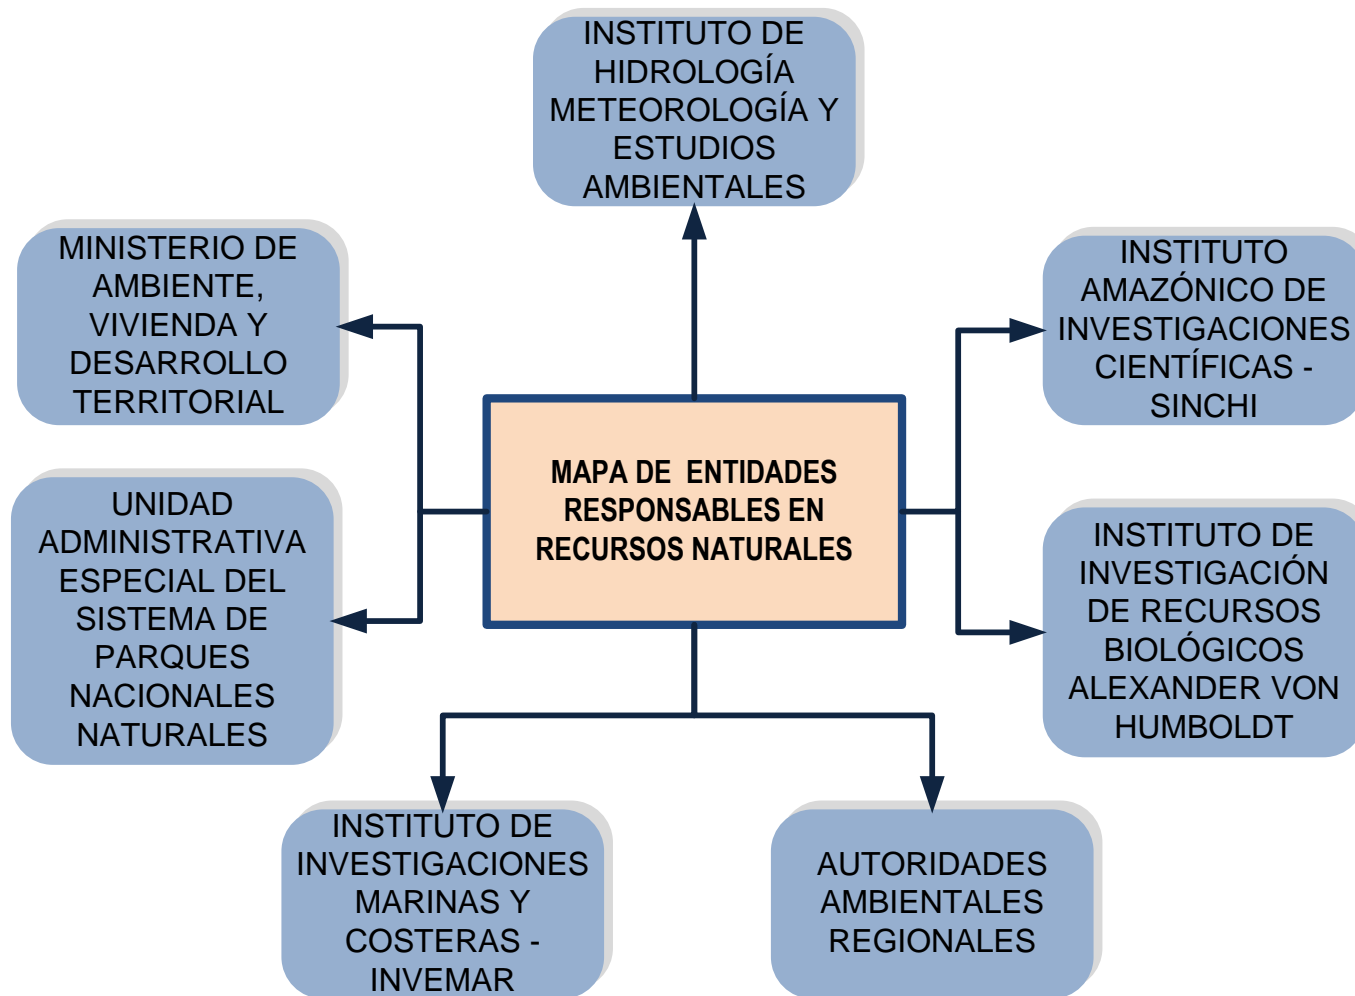 INSTITUTO DE
HIDROLOGÍA
METEOROLOGÍA Y
ESTUDIOS
AMBIENTALES
MINISTERIO DE
AMBIENTE,
VIVIENDA Y
DESARROLLO
TERRITORIAL
INSTITUTO
AMAZÓNICO DE
INVESTIGACIONES
CIENTÍFICAS -
SINCHI
MAPA DE ENTIDADES
RESPONSABLES EN
RECURSOS NATURALES
UNIDAD
ADMINISTRATIVA
ESPECIAL DEL
SISTEMA DE
PARQUES
NACIONALES
NATURALES
INSTITUTO DE
INVESTIGACIÓN
DE RECURSOS
BIOLÓGICOS
ALEXANDER VON
HUMBOLDT
INSTITUTO DE
INVESTIGACIONES
MARINAS Y
COSTERAS -
INVEMAR
AUTORIDADES
AMBIENTALES
REGIONALES